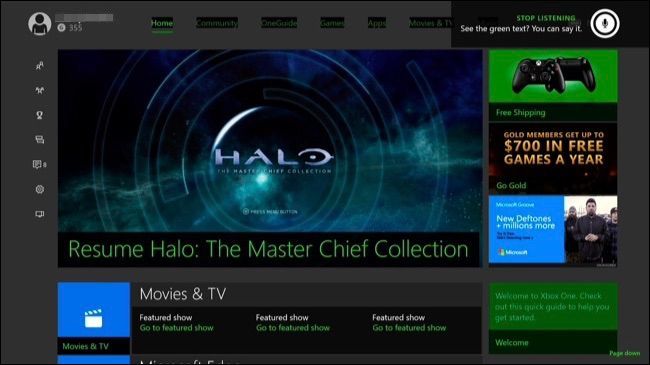 STOP LISTENING
See the green text? You can say it.
Home
Community
OneGuide
Games
Apps
Movies & TV
355
HALO
THE MASTER CHIEF COLLECTION
PRESS MENU BUTTON
Resume Halo: The Master Chief Collection
8
Free Shipping
GOLD MEMBERS GET UP TO
$700 IN FREE
GAMES A YEAR
Go Gold
Microsoft Groove
New Deftones
+ millions more
Microsoft
Movies & TV
Movies & TV
Featured show
Go to featured show
Featured show
Go to featured show
Featured show
Go to featured show
Welcome to Xbox One. Check
out this quick guide to help you
get started.
Welcome
Page down
Microsoft Edge